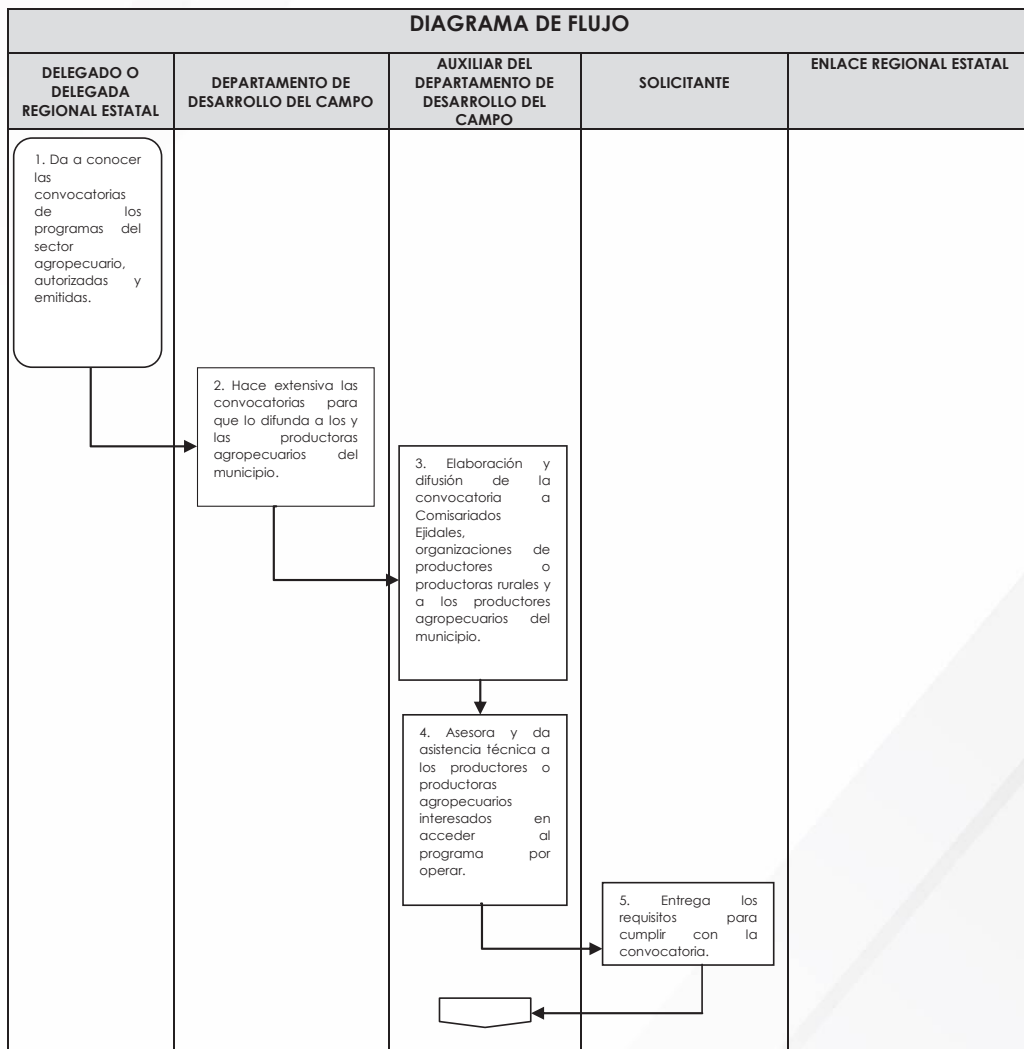 DIAGRAMA DE FLUJO
DELEGADO O
DELEGADA
REGIONAL ESTATAL
DEPARTAMENTO DE
DESARROLLO DEL CAMPO
AUXILIAR DEL
DEPARTAMENTO DE
DESARROLLO DEL
CAMPO
SOLICITANTE
ENLACE REGIONAL ESTATAL
1. Da a conocer
las
convocatorias
de los
programas del
sector
agropecuario,
autorizadas y
emitidas.
2. Hace extensiva las
convocatorias para
que lo difunda a los y
las productoras
agropecuarios del
municipio.
3. Elaboración y
difusión de la
convocatoria a
Comisariados
Ejidales,
organizaciones de
productores o
productoras rurales y
a los productores
agropecuarios del
municipio.
4. Asesora y da
asistencia técnica a
los productores o
productoras
agropecuarios
interesados en
acceder al
programa por
operar.
5. Entrega los
requisitos para
cumplir con la
convocatoria.